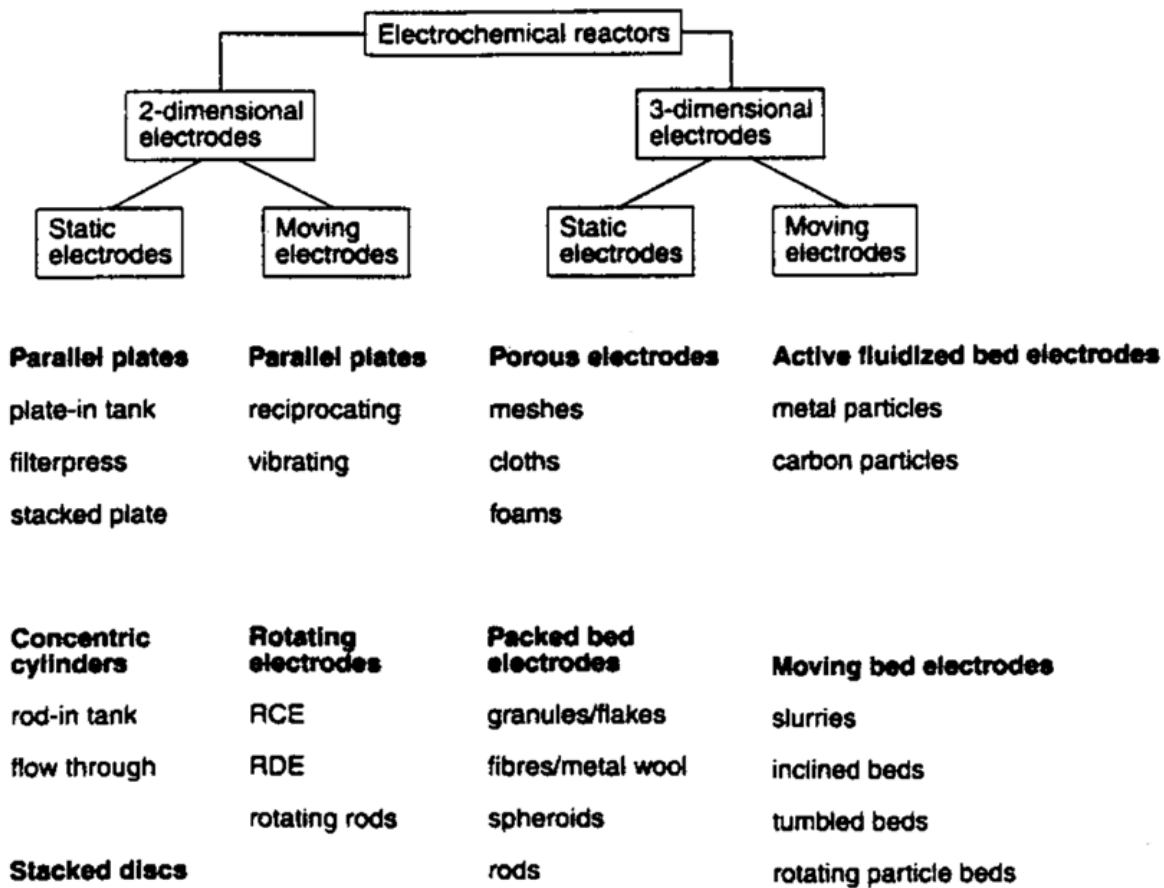 Electrochemical reactors
2-dimensional
electrodes
3-dimensional
electrodes
Static
electrodes
Moving
electrodes
Static
electrodes
Moving
electrodes
Parallel plates
plate-in tank
filterpress
stacked plate
Concentric
cylinders
rod-in tank
flow through
Stacked discs
Parallel plates
reciprocating
vibrating
Rotating
electrodes
RCE
RDE
rotating rods
Porous electrodes
meshes
cloths
foams
Packed bed
electrodes
granules/flakes
fibres/metal wool
spheroids
rods
Active fluidized bed electrodes
metal particles
carbon particles
Moving bed electrodes
slurries
inclined beds
tumbled beds
rotating particle beds